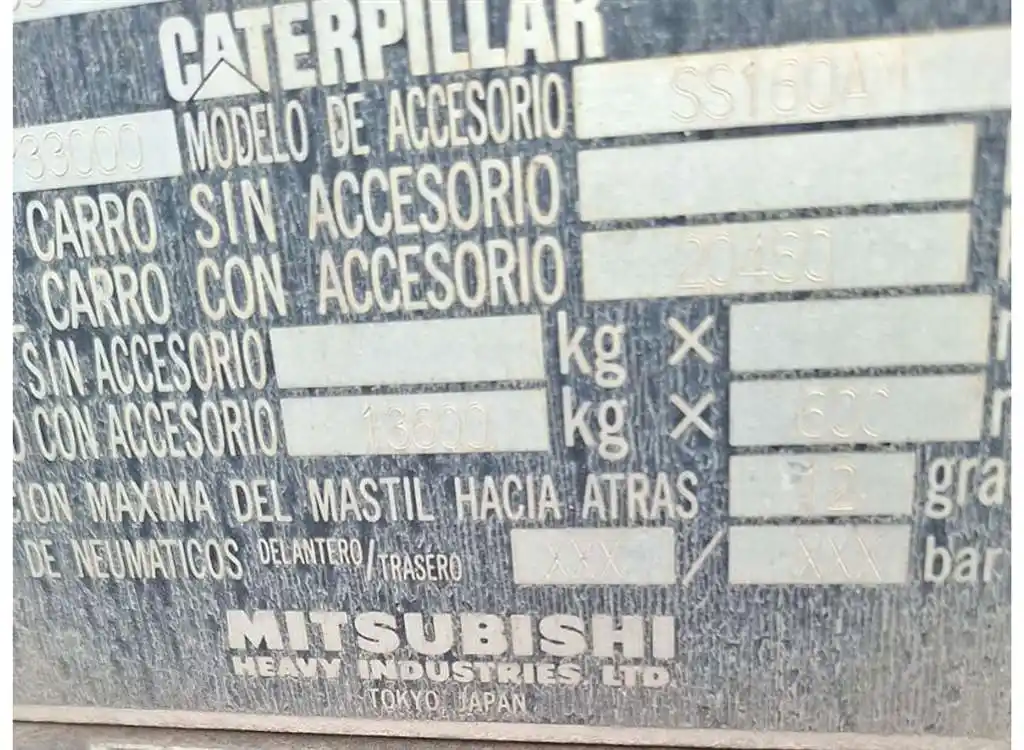 CATERPILLAR
33000 MODELO DE ACCESORIO SS160A
CARRO SIN ACCESORIO
CARRO CON ACCESORIO 20430
SIN ACCESORIO kg X
CON ACCESORIO 13600 kg X 600
CION MAXIMA DEL MASTIL HACIA ATRAS 12 gra
DE NEUMATICOS DELANTERO/TRASERO XXX / XXX bar
MITSUBISHI
HEAVY INDUSTRIES, LTD.
TOKYO, JAPAN